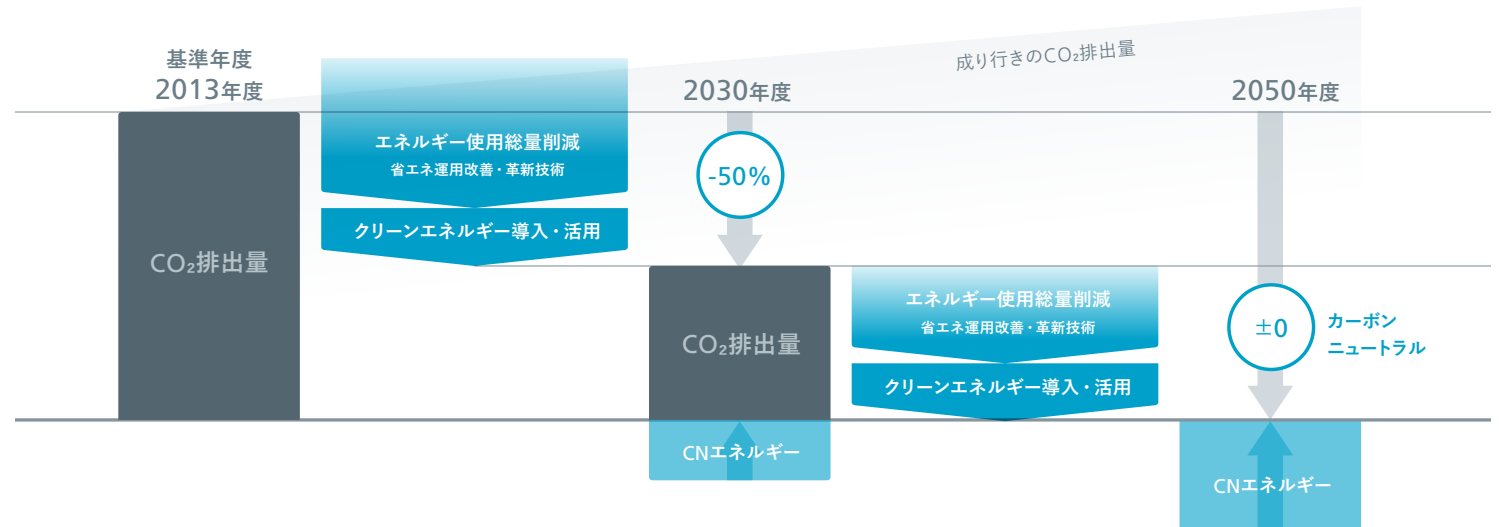 基準年度
2013年度
CO₂排出量
エネルギー使用総量削減
省エネ運用改善・革新技術
クリーンエネルギー導入・活用
成り行きのCO₂排出量
2030年度
-50%
CO₂排出量
CNエネルギー
エネルギー使用総量削減
省エネ運用改善・革新技術
クリーンエネルギー導入・活用
2050年度
±0
カーボン
ニュートラル
CNエネルギー